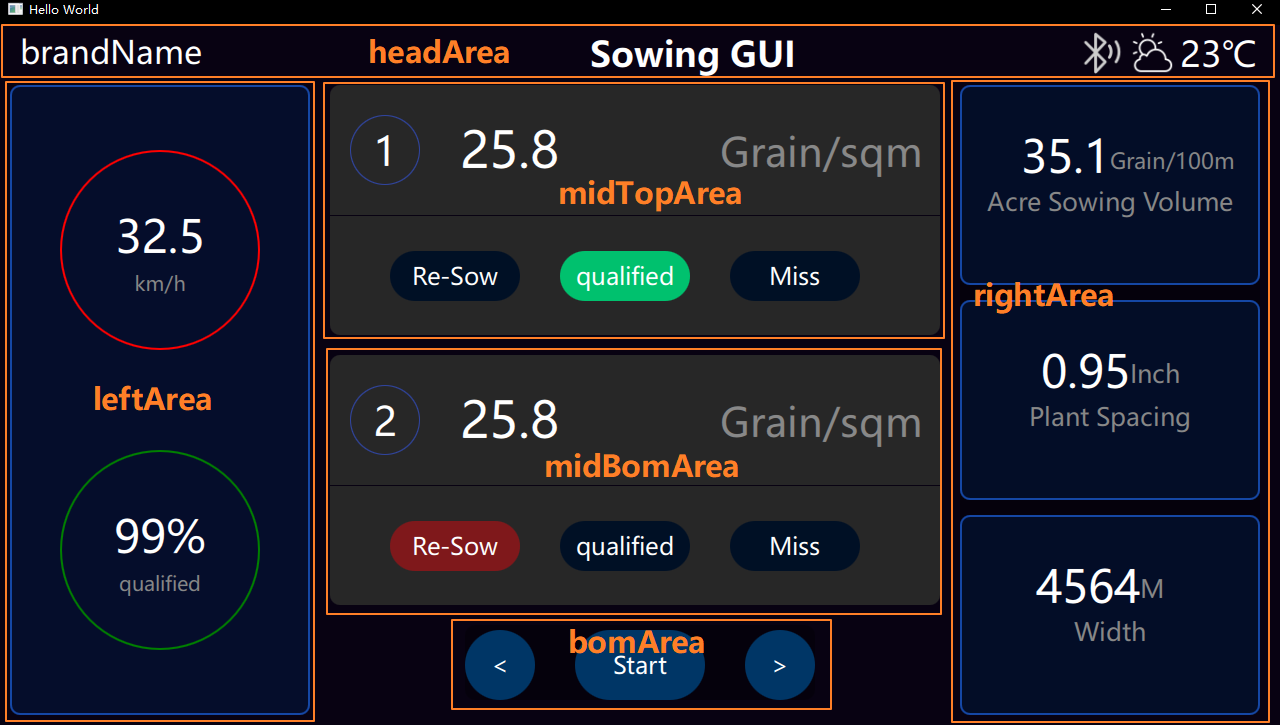 Hello World
brandName
headArea
Sowing GUI
23℃
32.5
km/h
leftArea
99%
qualified
1
25.8
Grain/sqm
midTopArea
Re-Sow
qualified
Miss
2
25.8
Grain/sqm
midBomArea
Re-Sow
qualified
Miss
bomArea
<
Start
>
35.1Grain/100m
Acre Sowing Volume
rightArea
0.95Inch
Plant Spacing
4564M
Width